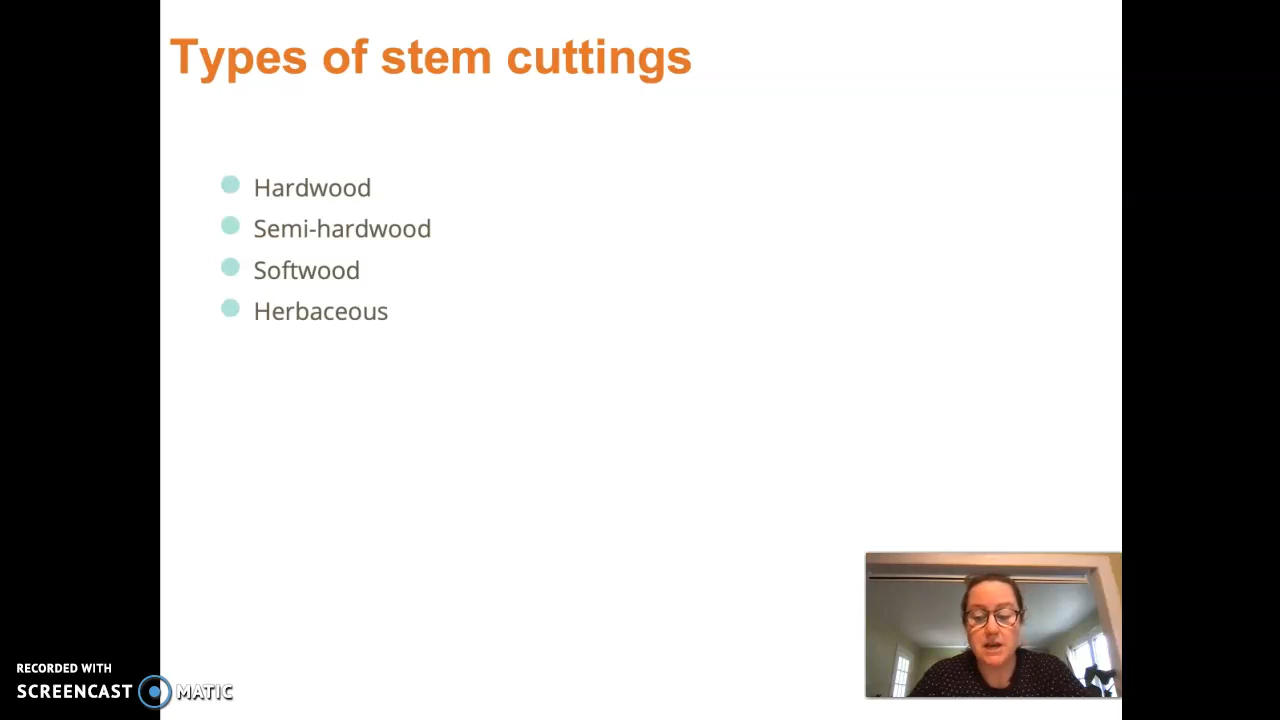 Types of stem cuttings
Hardwood
Semi-hardwood
Softwood
Herbaceous
RECORDED WITH
SCREENCAST MATIC